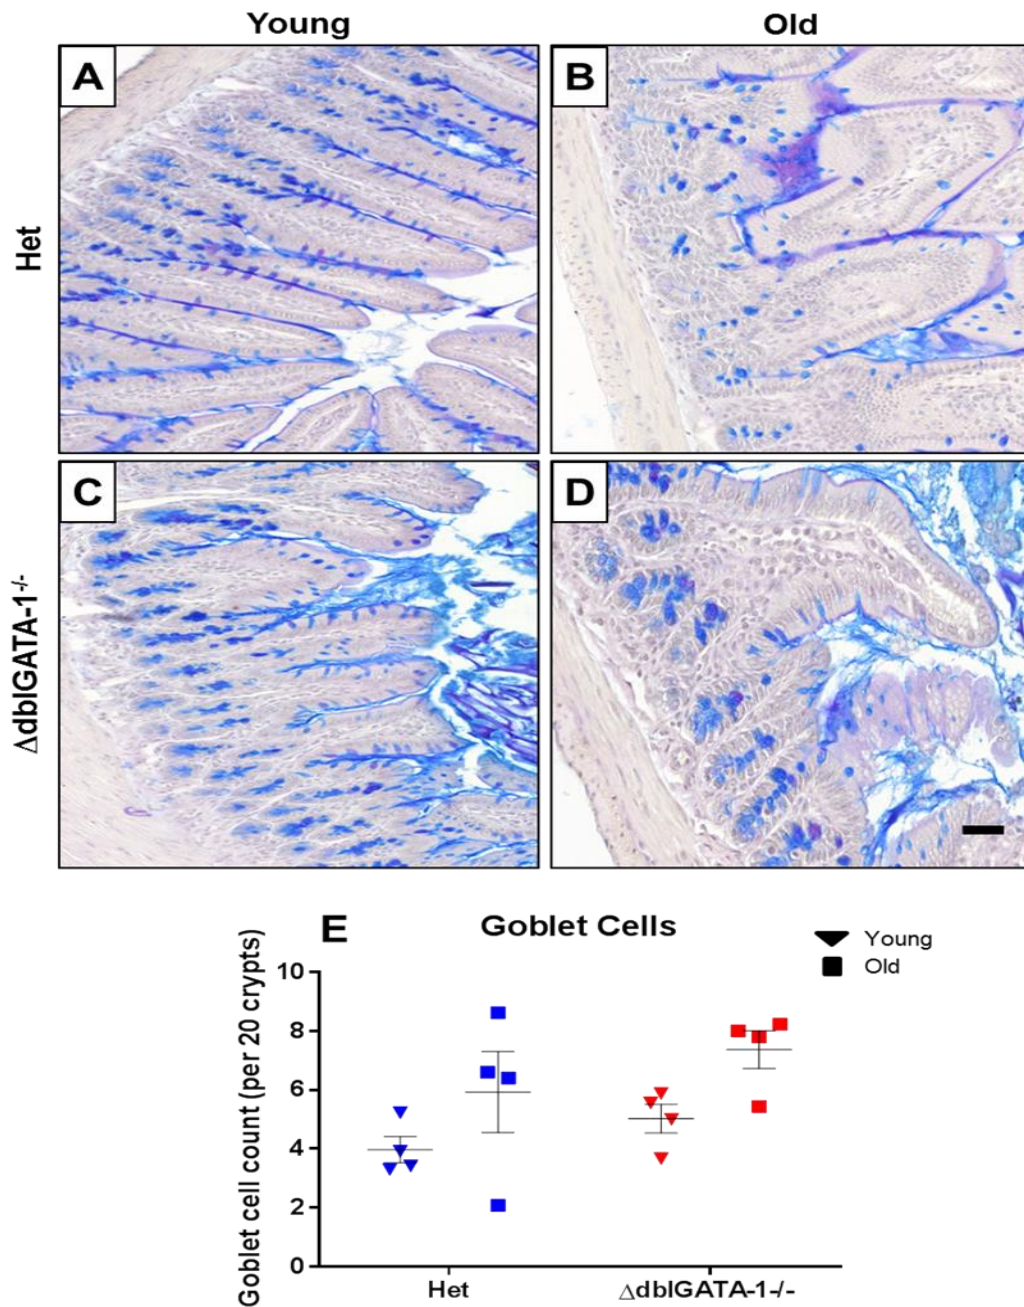 Young
Old
A
B
Het
C
D
ΔdblGATA-1-/-
E
Goblet Cells
Young
Old
Goblet cell count (per 20 crypts)
10
8
6
4
2
0
Het
ΔdblGATA-1-/-